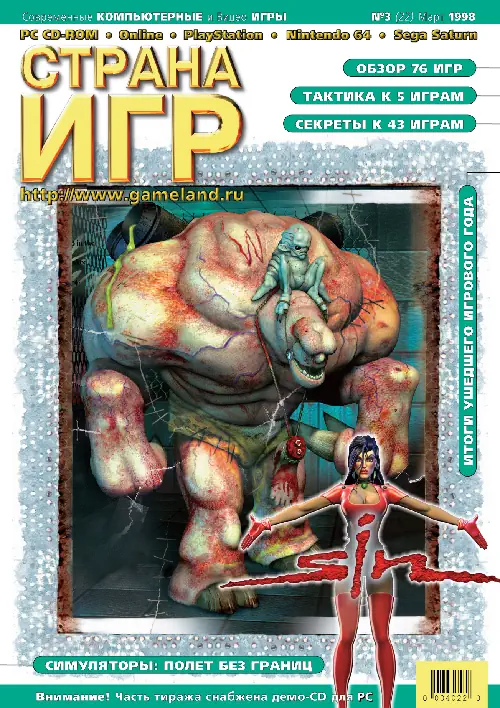 Современные КОМПЬЮТЕРНЫЕ и Видео ИГРЫ
№3 (22) Март 1998
PC CD-ROM • Online • PlayStation • Nintendo 64 • Sega Saturn
СТРАНА
ИГР
http://www.gameland.ru
ОБЗОР 76 ИГР
ТАКТИКА К 5 ИГРАМ
СЕКРЕТЫ К 43 ИГРАМ
ИТОГИ УШЕДШЕГО ИГРОВОГО ГОДА
sin
СИМУЛЯТОРЫ: ПОЛЕТ БЕЗ ГРАНИЦ
Внимание! Часть тиража снабжена демо-CD для PC